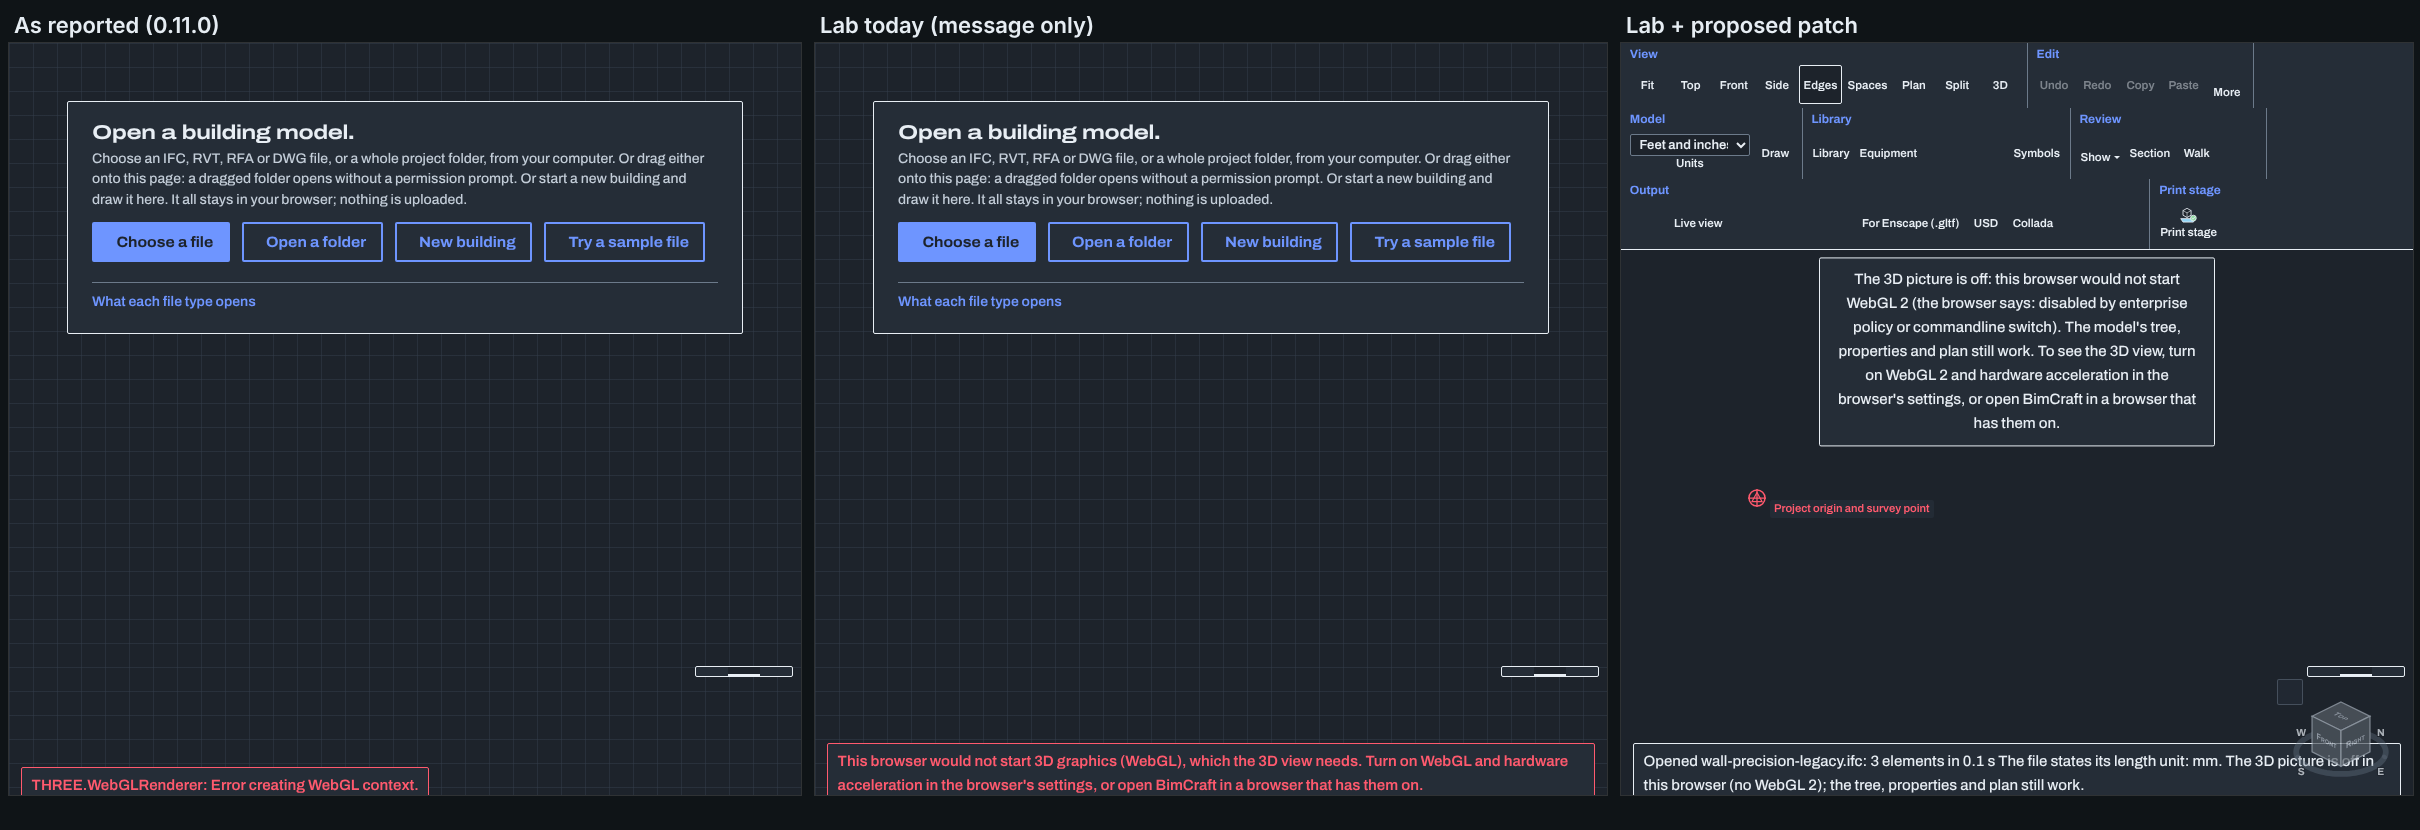 As reported (0.11.0)
Open a building model.
Choose an IFC, RVT, RFA or DWG file, or a whole project folder, from your computer. Or drag either
onto this page: a dragged folder opens without a permission prompt. Or start a new building and
draw it here. It all stays in your browser; nothing is uploaded.
Choose a file
Open a folder
New building
Try a sample file
What each file type opens
THREE.WebGLRenderer: Error creating WebGL context.
Lab today (message only)
Open a building model.
Choose an IFC, RVT, RFA or DWG file, or a whole project folder, from your computer. Or drag either
onto this page: a dragged folder opens without a permission prompt. Or start a new building and
draw it here. It all stays in your browser; nothing is uploaded.
Choose a file
Open a folder
New building
Try a sample file
What each file type opens
This browser would not start 3D graphics (WebGL), which the 3D view needs. Turn on WebGL and hardware
acceleration in the browser's settings, or open BimCraft in a browser that has them on.
Lab + proposed patch
View
Fit Top Front Side Edges Spaces Plan Split 3D
Edit
Undo Redo Copy Paste More
Model
Feet and inches
Units
Draw
Library
Library Equipment Symbols
Review
Show Section Walk
Output
Live view For Enscape (.gltf) USD Collada
Print stage
Print stage
The 3D picture is off: this browser would not start
WebGL 2 (the browser says: disabled by enterprise
policy or commandline switch). The model's tree,
properties and plan still work. To see the 3D view, turn
on WebGL 2 and hardware acceleration in the
browser's settings, or open BimCraft in a browser that
has them on.
Project origin and survey point
TOP
FRONT
RIGHT
W
N
S
E
Opened wall-precision-legacy.ifc: 3 elements in 0.1 s The file states its length unit: mm. The 3D picture is off in
this browser (no WebGL 2); the tree, properties and plan still work.